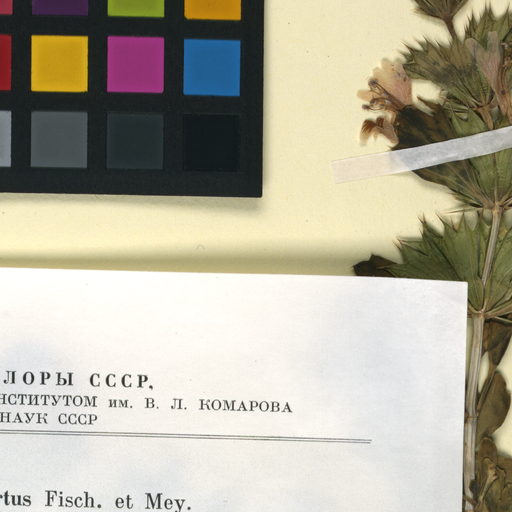 ЛОРЫ СССР,
НСТИТУТОМ им. В. Л. КОМАРОВА
НАУК СССР
rtus Fisch. et Mey.